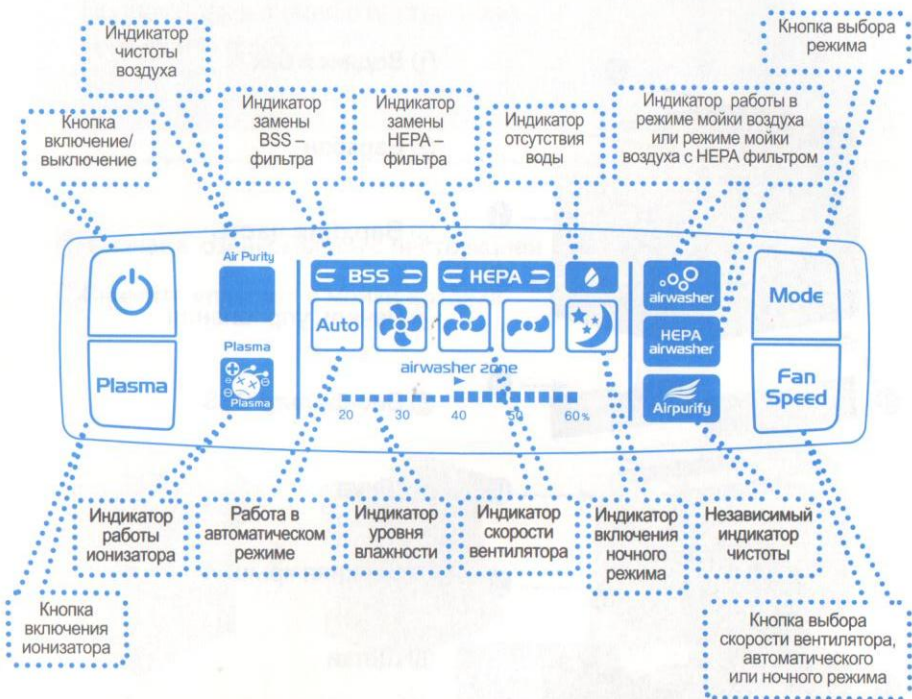 Индикатор
чистоты
воздуха
Кнопка выбора
режима
Кнопка
включение/
выключение
Индикатор
замены
BSS –
фильтра
Индикатор
замены
HEPA –
фильтра
Индикатор
отсутствия
воды
Индикатор работы в
режиме мойки воздуха
или режиме мойки
воздуха с HEPA фильтром
Air Purity
BSS
HEPA
airwasher
Mode
Auto
HEPA
airwasher
Plasma
Plasma
Plasma
airwasher zone
20 30 40 50 60 %
Airpurify
Fan
Speed
Индикатор
работы
ионизатора
Работа в
автоматическом
режиме
Индикатор
уровня
влажности
Индикатор
скорости
вентилятора
Индикатор
включения
ночного
режима
Независимый
индикатор
чистоты
Кнопка
включения
ионизатора
Кнопка выбора
скорости вентилятора,
автоматического
или ночного режима